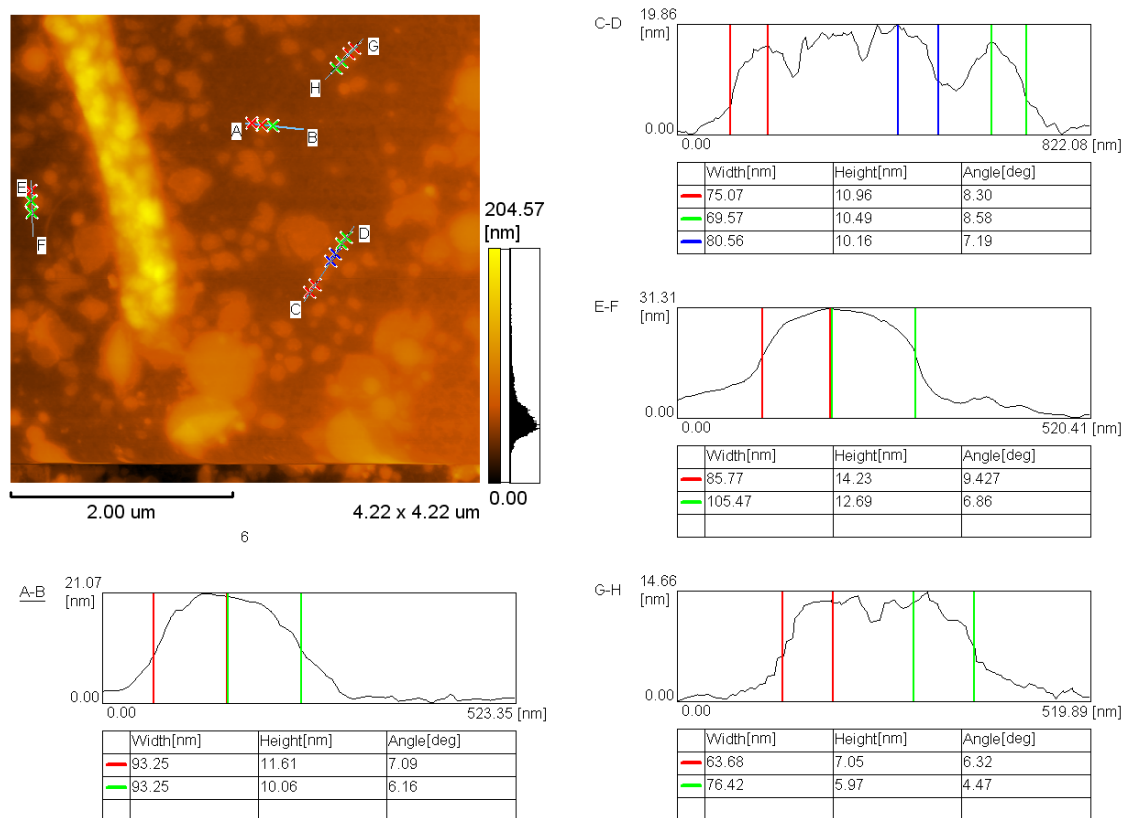 G
H
A
B
E
F
D
C
204.57
[nm]
0.00
2.00 um
4.22 x 4.22 um
6
C-D
19.86
[nm]
0.00
0.00 822.08 [nm]
Width[nm] Height[nm] Angle[deg]
75.07 10.96 8.30
69.57 10.49 8.58
80.56 10.16 7.19
E-F
31.31
[nm]
0.00
0.00 520.41 [nm]
Width[nm] Height[nm] Angle[deg]
85.77 14.23 9.427
105.47 12.69 6.86
A-B
21.07
[nm]
0.00
0.00 523.35 [nm]
Width[nm] Height[nm] Angle[deg]
93.25 11.61 7.09
93.25 10.06 6.16
G-H
14.66
[nm]
0.00
0.00 519.89 [nm]
Width[nm] Height[nm] Angle[deg]
63.68 7.05 6.32
76.42 5.97 4.47